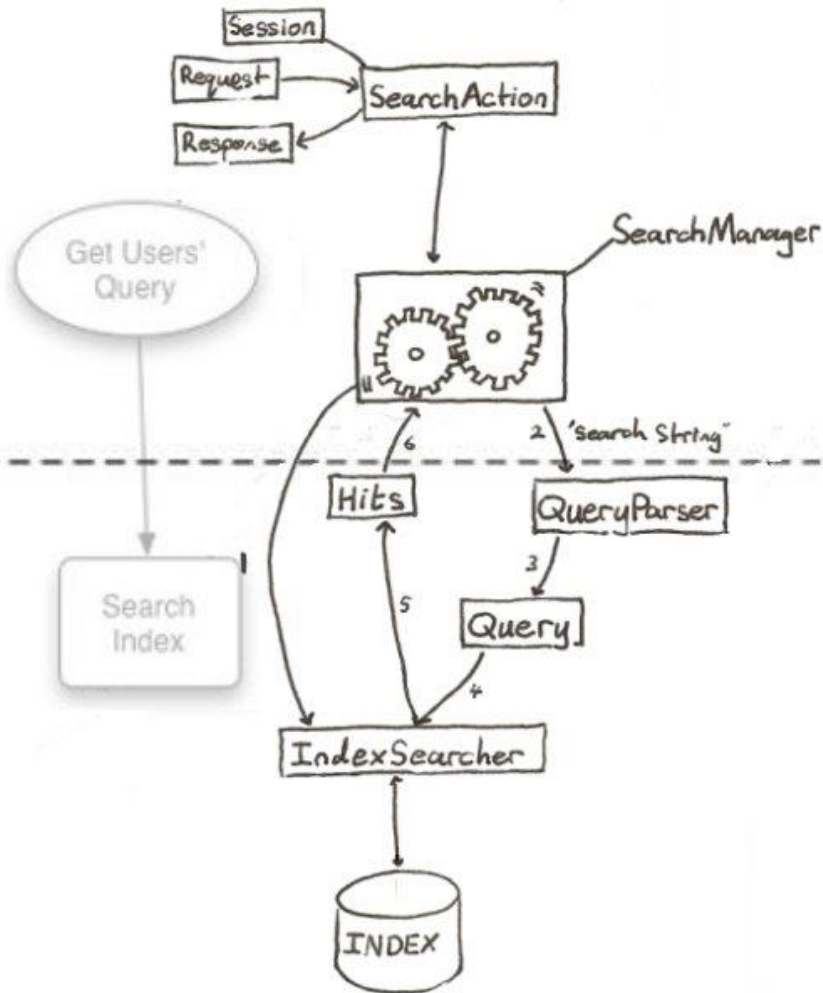 Session
Request
SearchAction
Response
SearchManager
Get Users'
Query
2
"search String"
6
Hits
QueryParser
1
3
Search
Index
5
Query
4
IndexSearcher
INDEX